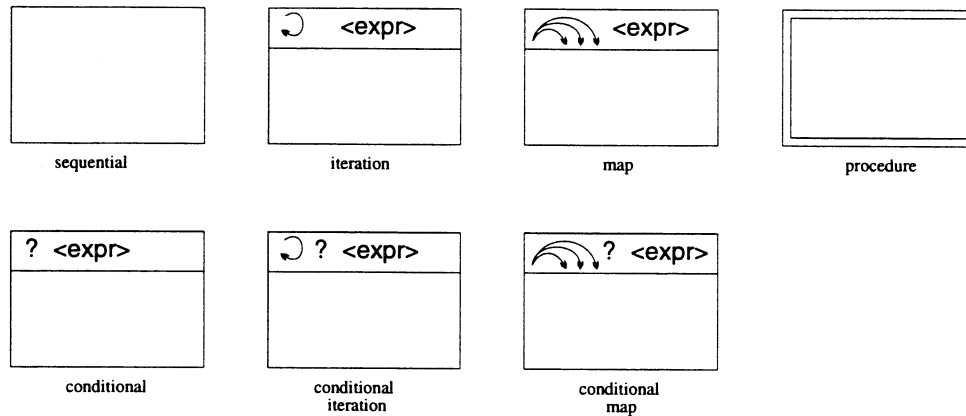 <expr>
<expr>
sequential
iteration
map
procedure
? <expr>
? <expr>
? <expr>
conditional
conditional
iteration
conditional
map